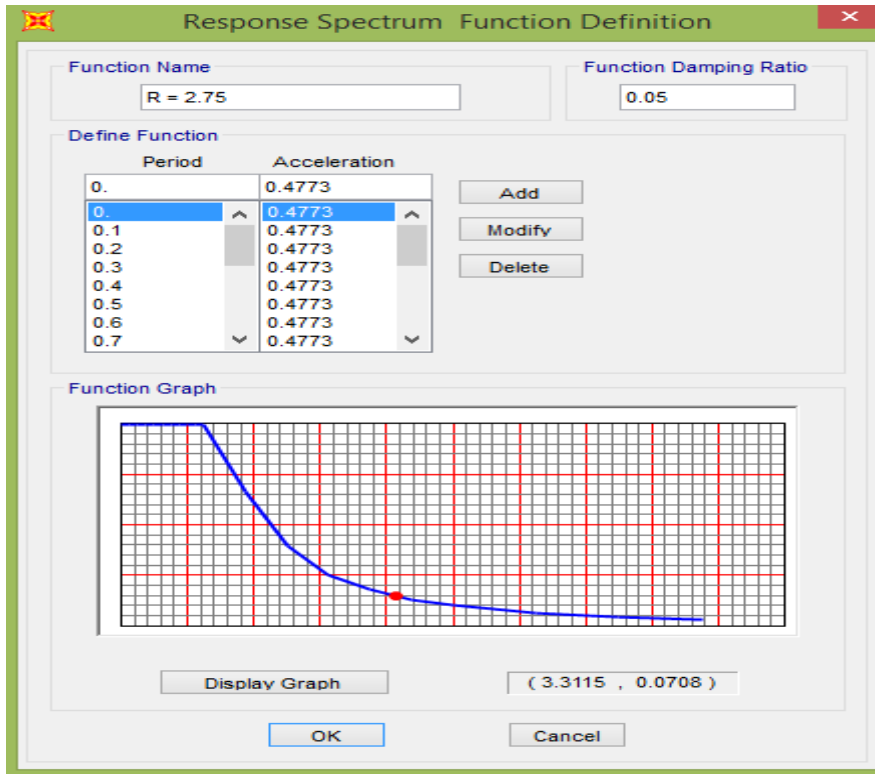 Response Spectrum Function Definition
Function Name
Function Damping Ratio
R = 2.75
0.05
Define Function
Period Acceleration
0. 0.4773
0. 0.4773
0.1 0.4773
0.2 0.4773
0.3 0.4773
0.4 0.4773
0.5 0.4773
0.6 0.4773
0.7 0.4773
Add
Modify
Delete
Function Graph
Display Graph
( 3.3115 , 0.0708 )
OK
Cancel